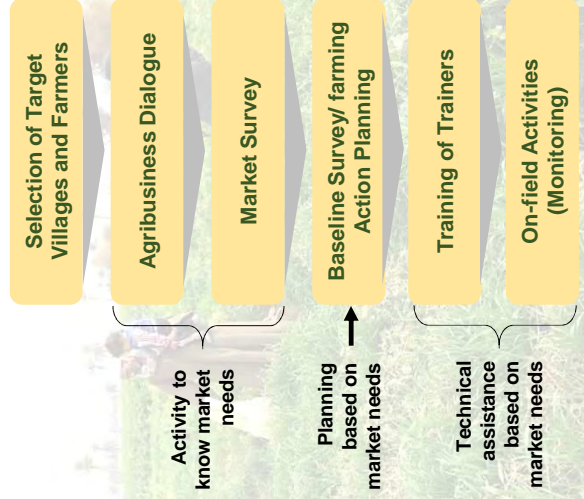 Selection of Target
Villages and Farmers
Agribusiness Dialogue
Market Survey
Baseline Survey/ farming
Action Planning
Training of Trainers
On-field Activities
(Monitoring)
Activity to
know market
needs
Planning
based on
market needs
Technical
assistance
based on
market needs